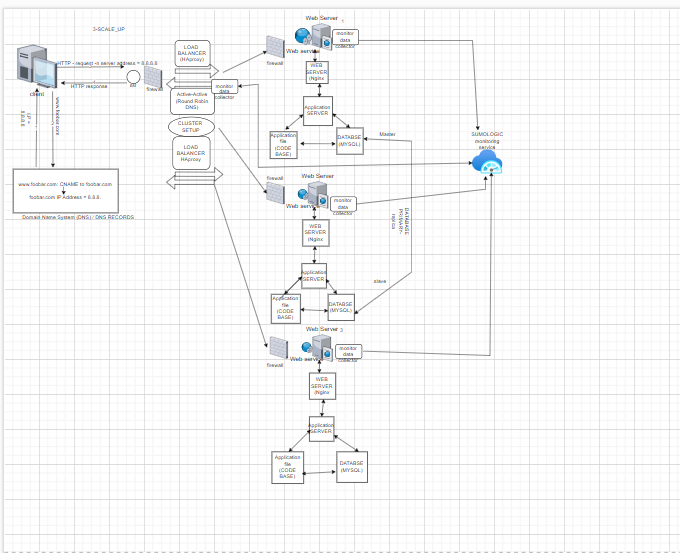 3-SCALE_UP
HTTP - request -n server address = 8.8.8.8
HTTP response
client
firewall
LOAD
BALANCER
(HAproxy)
Active-Active
(Round Robin
DNS)
CLUSTER
SETUP
LOAD
BALANCER
HAproxy
monitor
data
collector
www.foobar.com
8.8.8.8
www.foobar.com: CNAME to foobar.com
foobar.com IP Address = 8.8.8.
Domain Name System (DNS) / DNS RECORDS
Web Server
1
firewall
Web service
monitor
data
collector
WEB
SERVER
(Nginx
Application
SERVER
Application
file
(CODE
BASE)
DATABSE
(MYSQL)
Master
SUMOLOGIC
monitoring
service
Web Server
firewall
Web service
monitor
data
collector
WEB
SERVER
(Nginx
Application
SERVER
Application
file
(CODE
BASE)
DATABSE
(MYSQL)
slave
DATABASE
PRIMARY-
Web Server 3
firewall
Web service
monitor
data
collector
WEB
SERVER
(Nginx
Application
SERVER
Application
file
(CODE
BASE)
DATABSE
(MYSQL)